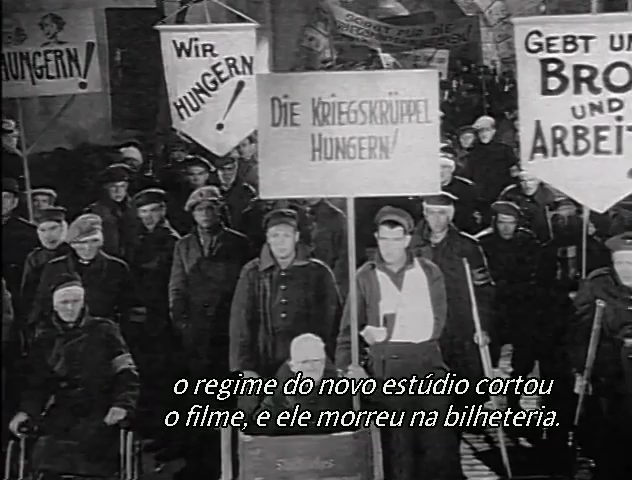 HUNGERN!
WIR
HUNGERN!
DIE KRIEGSKRÜPPEL
HUNGERN!
GEBT
BRO
UND
ARBEIT
o regime do novo estúdio cortou
o filme, e ele morreu na bilheteria.